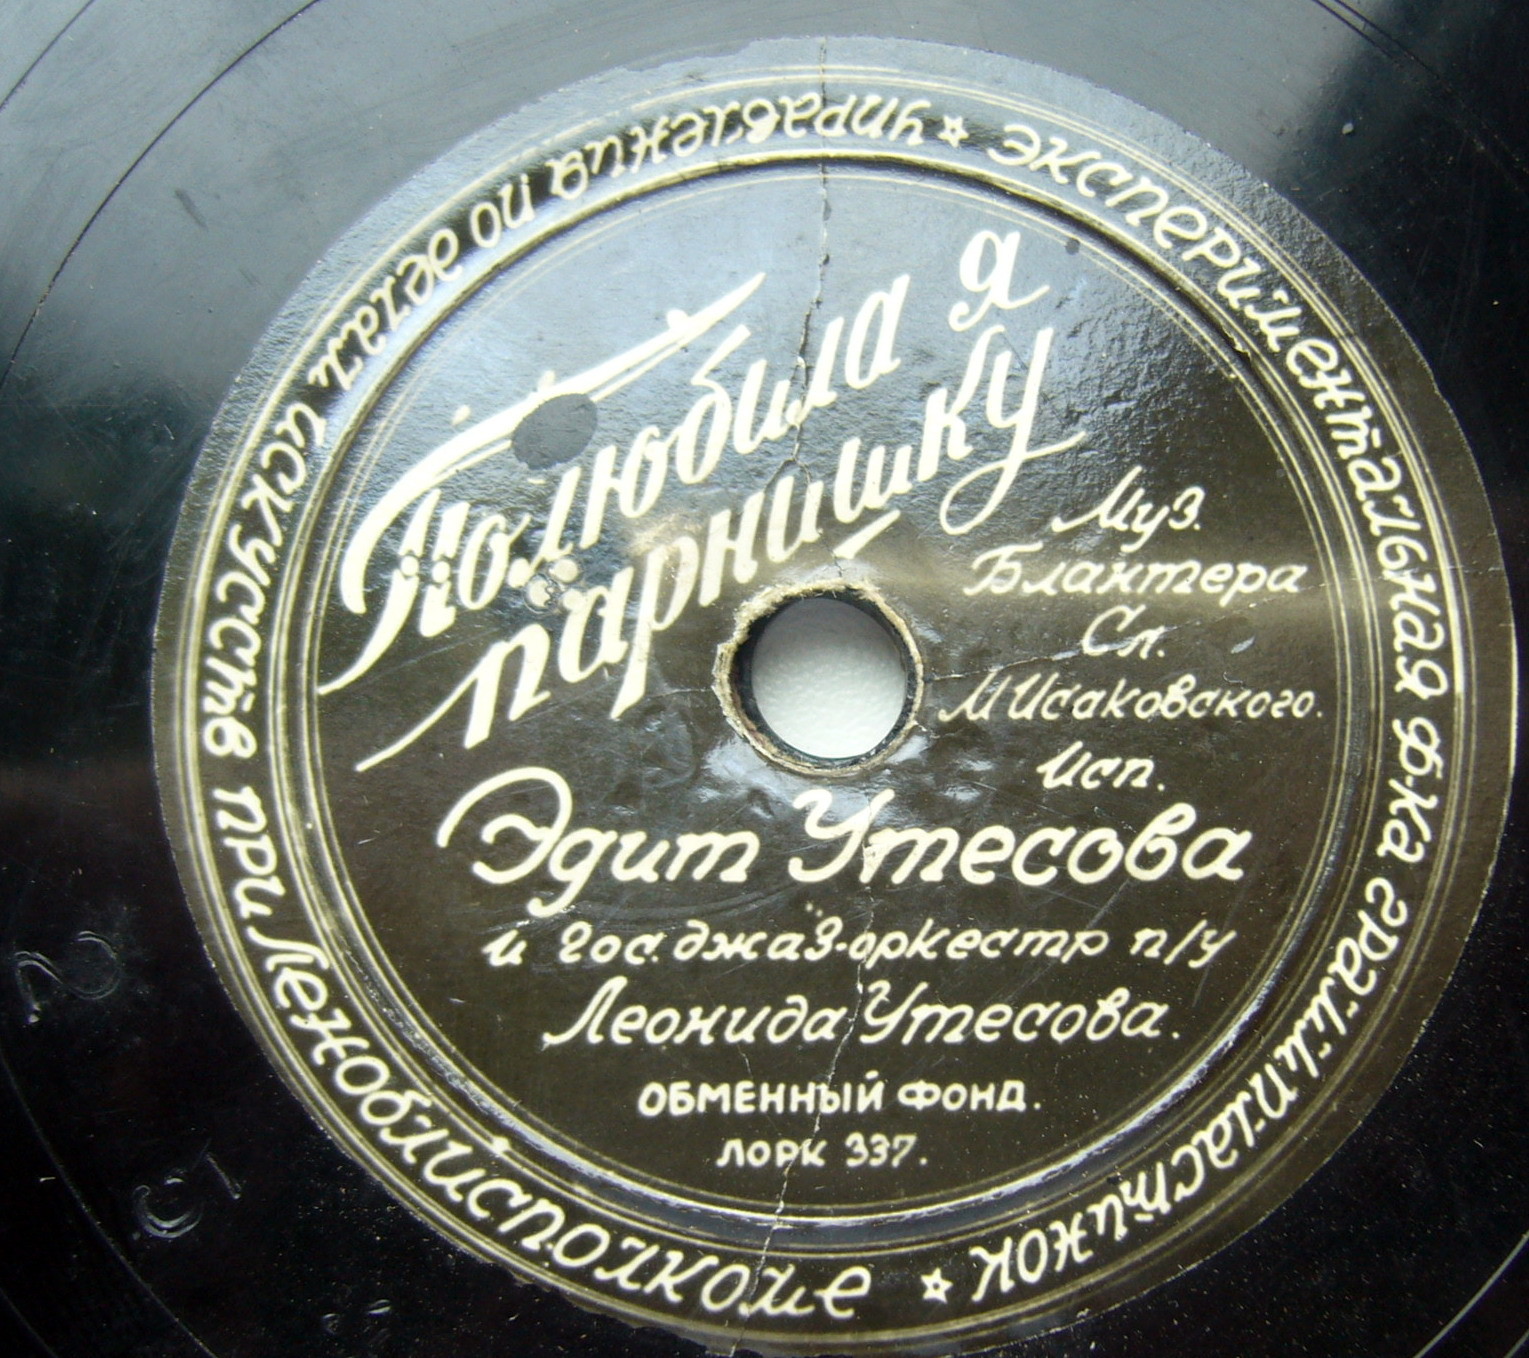 Полюбила я
парнишку
Муз.
Блантера
Сл.
М Исаковского.
Исп.
Эдит Утесова
и Гос. джаз-оркестр п/у
Леонида Утесова.
ОБМЕННЫЙ ФОНД.
ЛОРК 337.
экспериментальная ф-ка грампластинок
управления по делам искусств при Леноблисполкоме